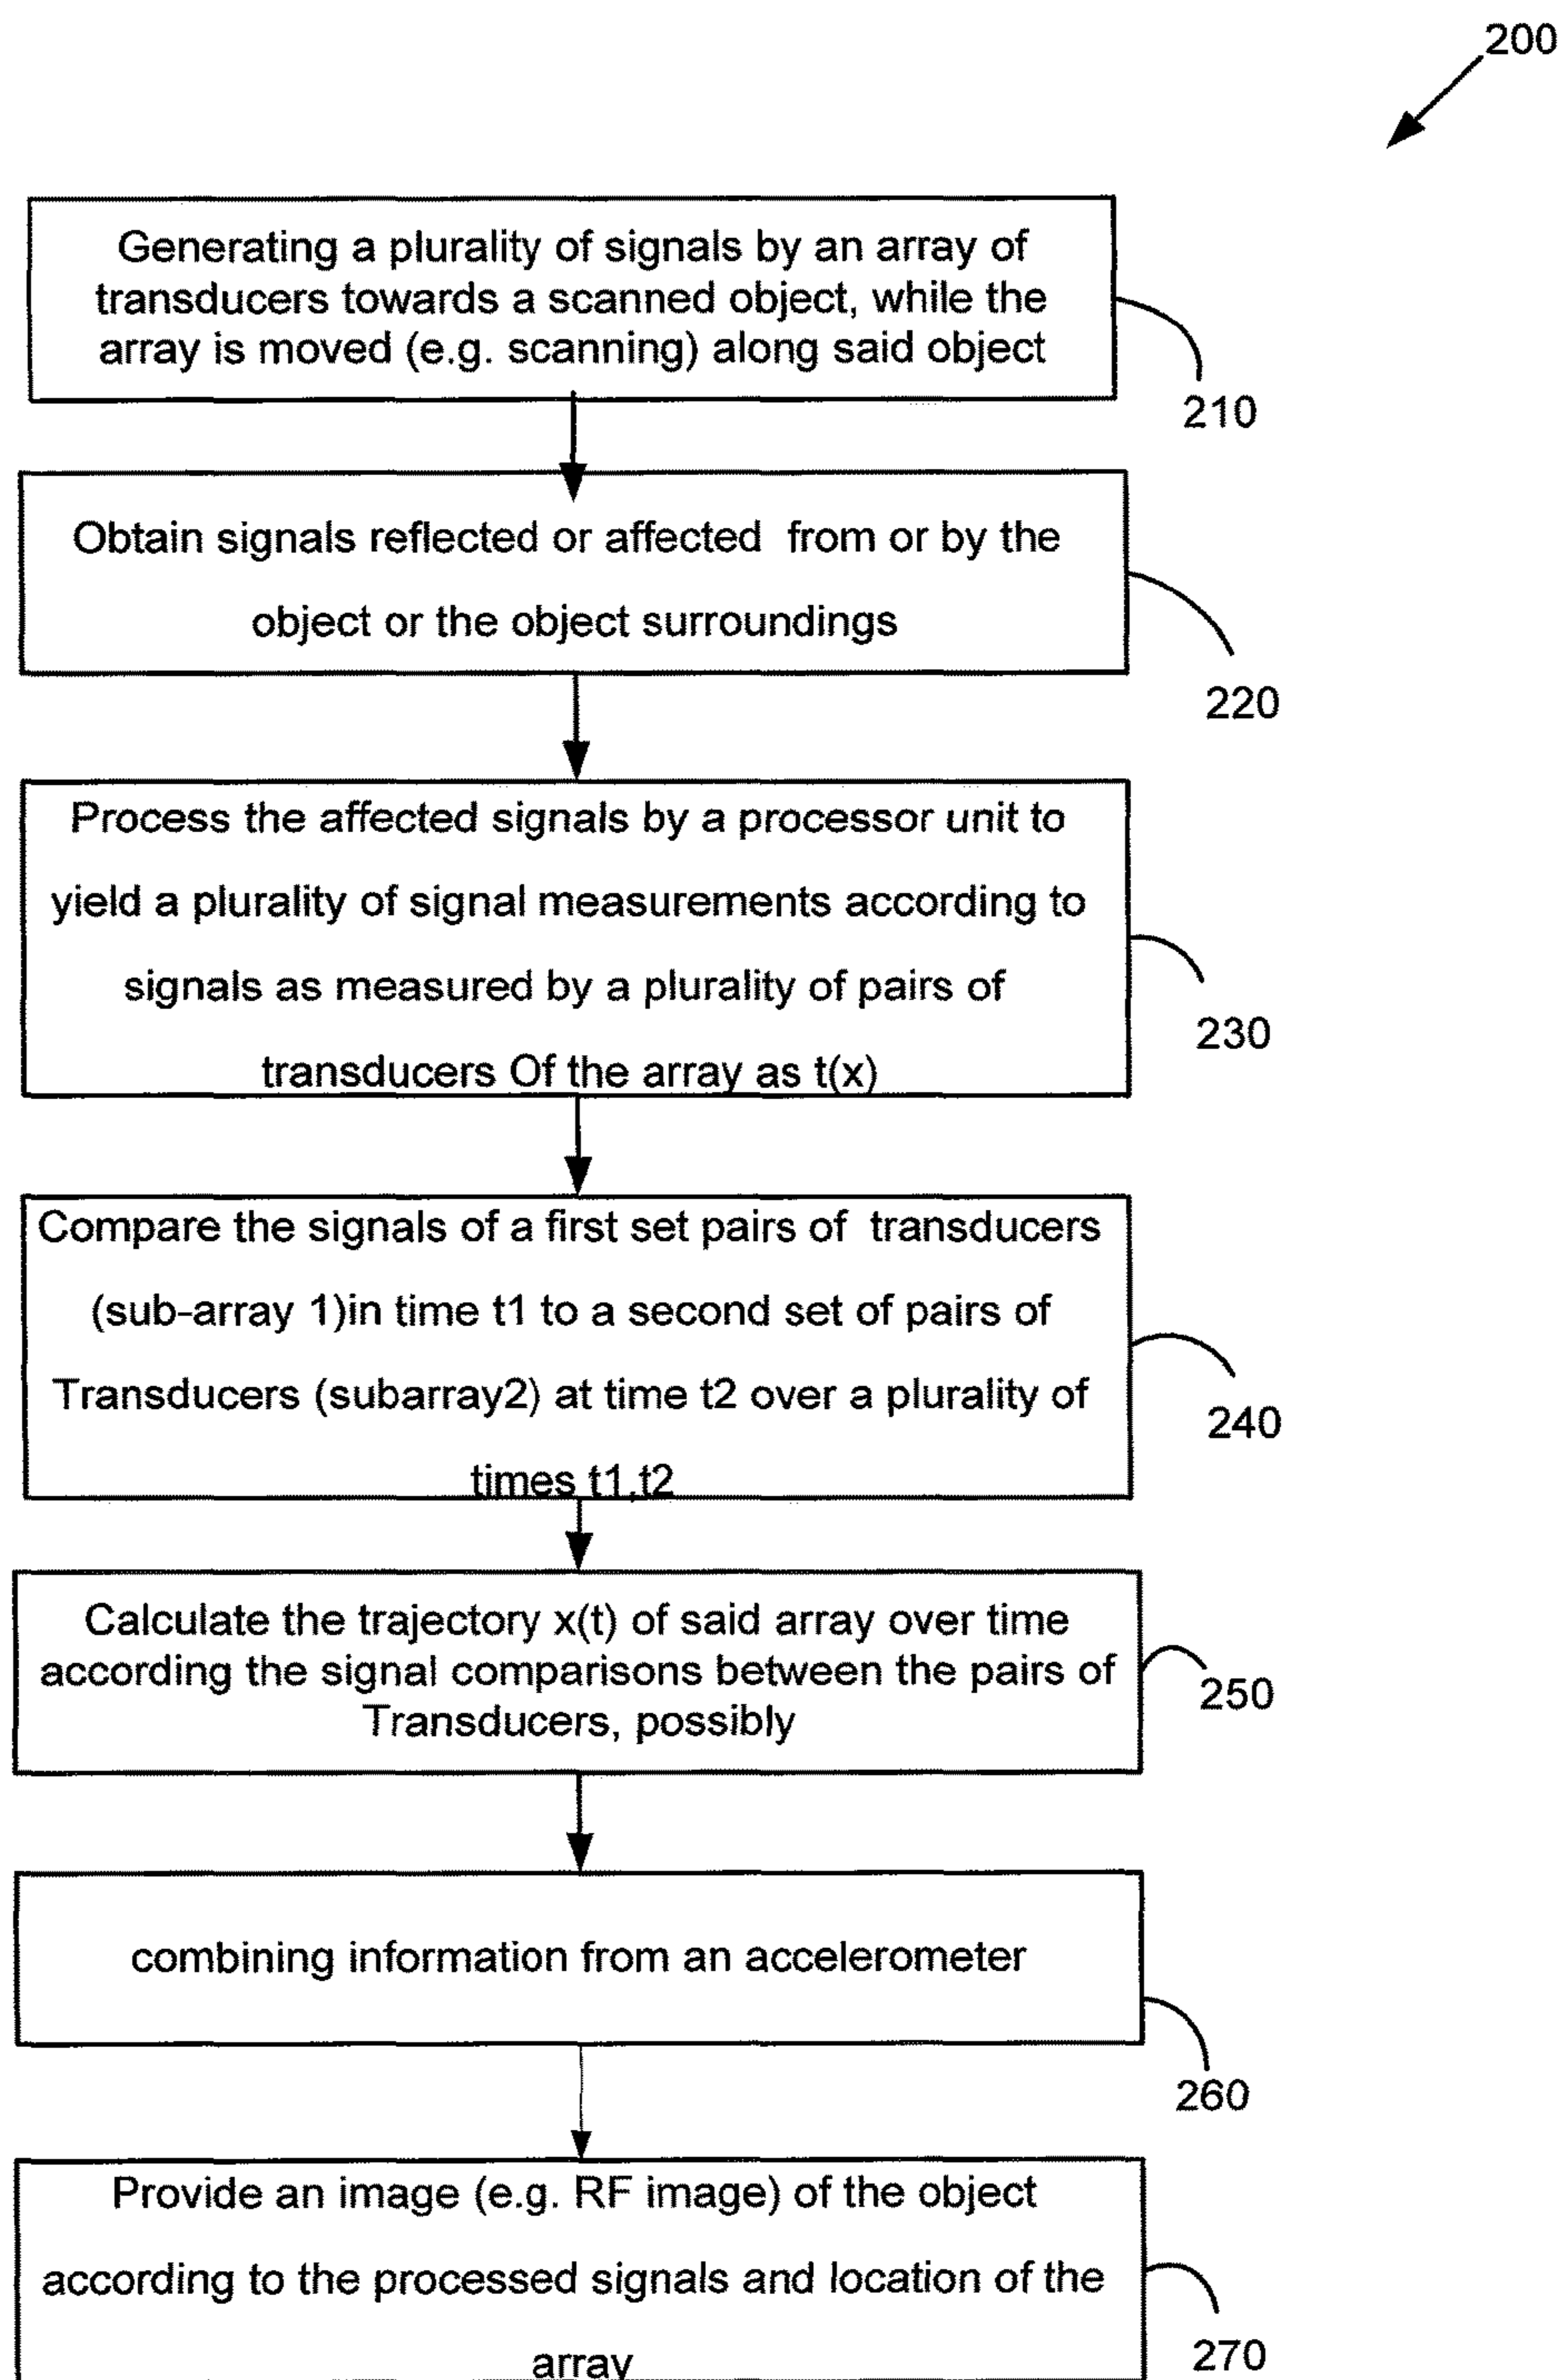 200
Generating a plurality of signals by an array of
transducers towards a scanned object, while the
array is moved (e.g. scanning) along said object
210
Obtain signals reflected or affected from or by the
object or the object surroundings
220
Process the affected signals by a processor unit to
yield a plurality of signal measurements according to
signals as measured by a plurality of pairs of
transducers Of the array as t(x)
230
Compare the signals of a first set pairs of transducers
(sub-array 1)in time t1 to a second set of pairs of
Transducers (subarray2) at time t2 over a plurality of
times t1,t2
240
Calculate the trajectory x(t) of said array over time
according the signal comparisons between the pairs of
Transducers, possibly
250
combining information from an accelerometer
260
Provide an image (e.g. RF image) of the object
according to the processed signals and location of the
array
270